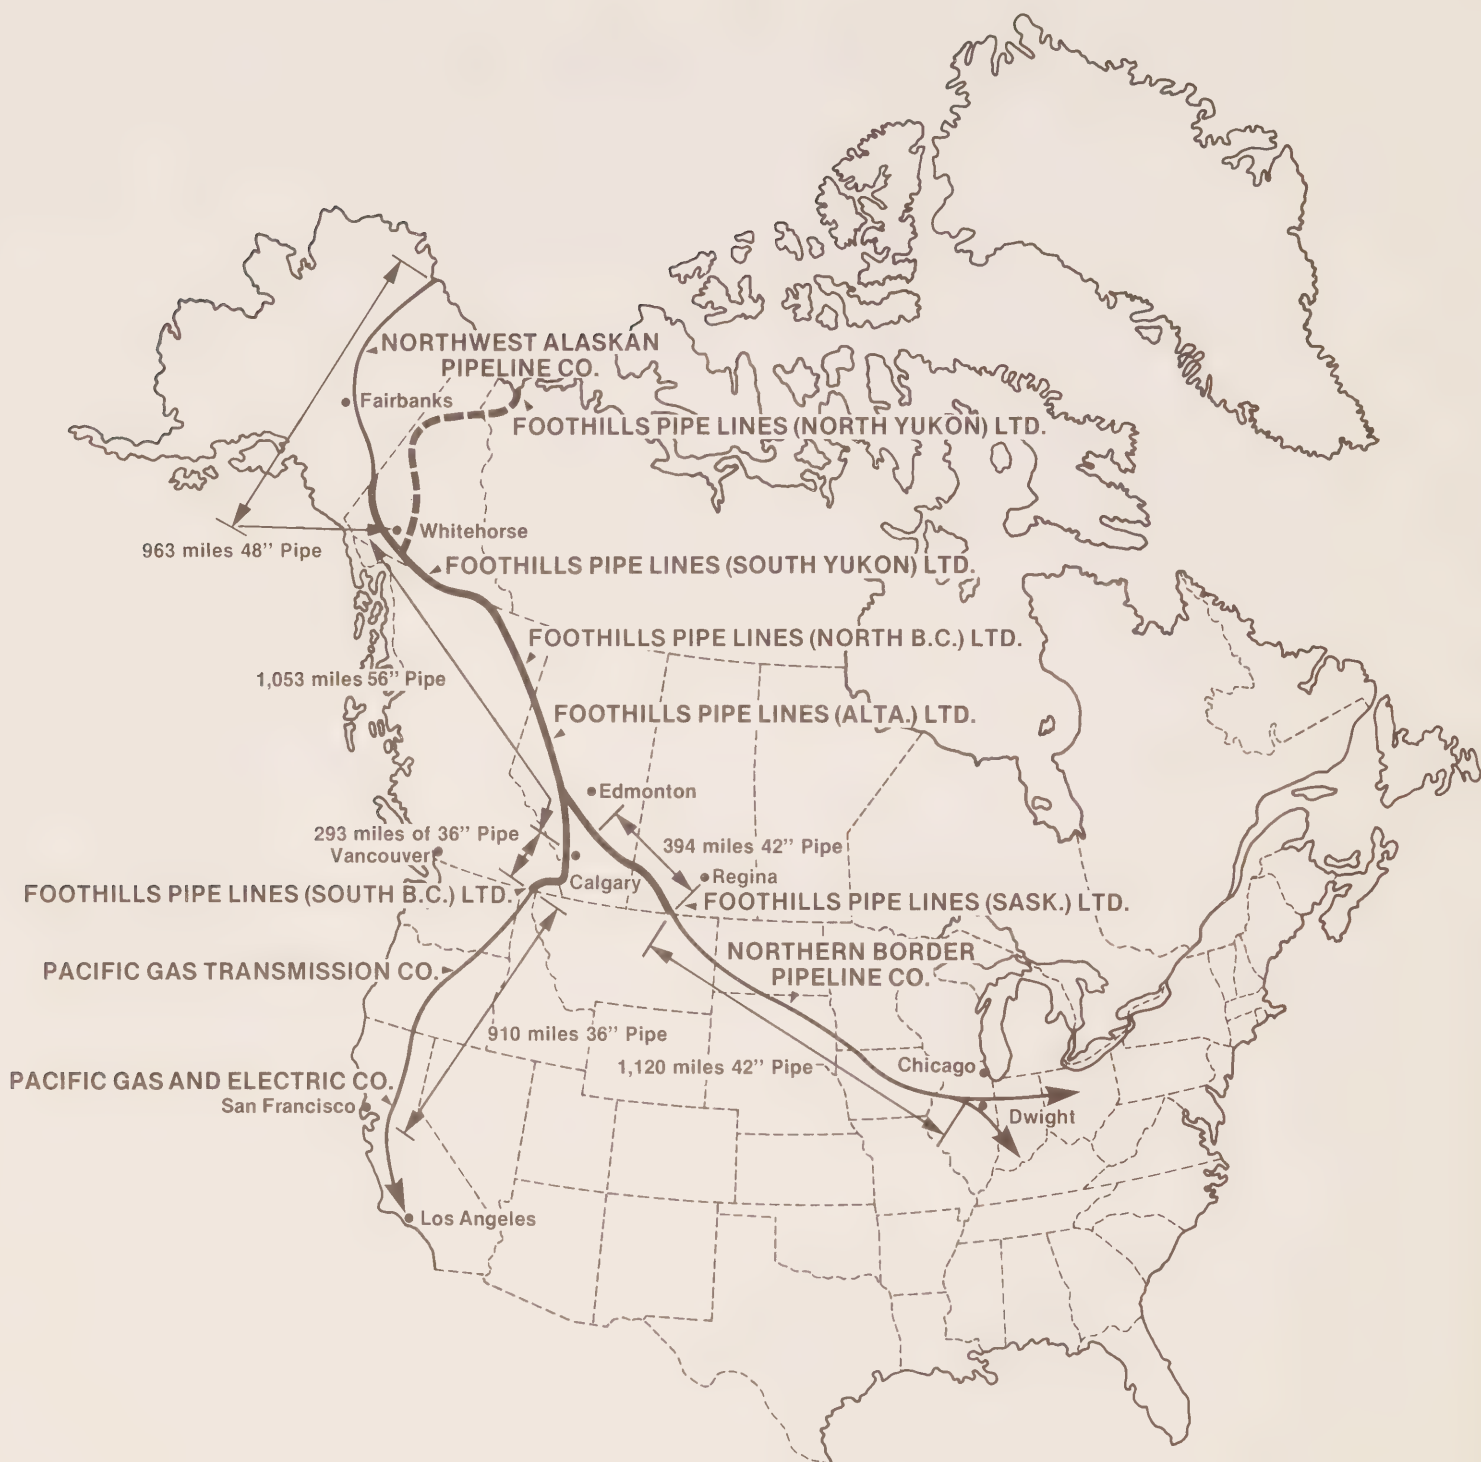 NORTHWEST ALASKAN
PIPELINE CO.
Fairbanks
FOOTHILLS PIPE LINES (NORTH YUKON) LTD.
Whitehorse
963 miles 48" Pipe
FOOTHILLS PIPE LINES (SOUTH YUKON) LTD.
FOOTHILLS PIPE LINES (NORTH B.C.) LTD.
1,053 miles 56" Pipe
FOOTHILLS PIPE LINES (ALTA.) LTD.
Edmonton
293 miles of 36" Pipe
394 miles 42" Pipe
Vancouver
Calgary
Regina
FOOTHILLS PIPE LINES (SOUTH B.C.) LTD.
FOOTHILLS PIPE LINES (SASK.) LTD.
NORTHERN BORDER
PIPELINE CO.
PACIFIC GAS TRANSMISSION CO.
910 miles 36" Pipe
1,120 miles 42" Pipe
Chicago
PACIFIC GAS AND ELECTRIC CO.
San Francisco
Dwight
Los Angeles